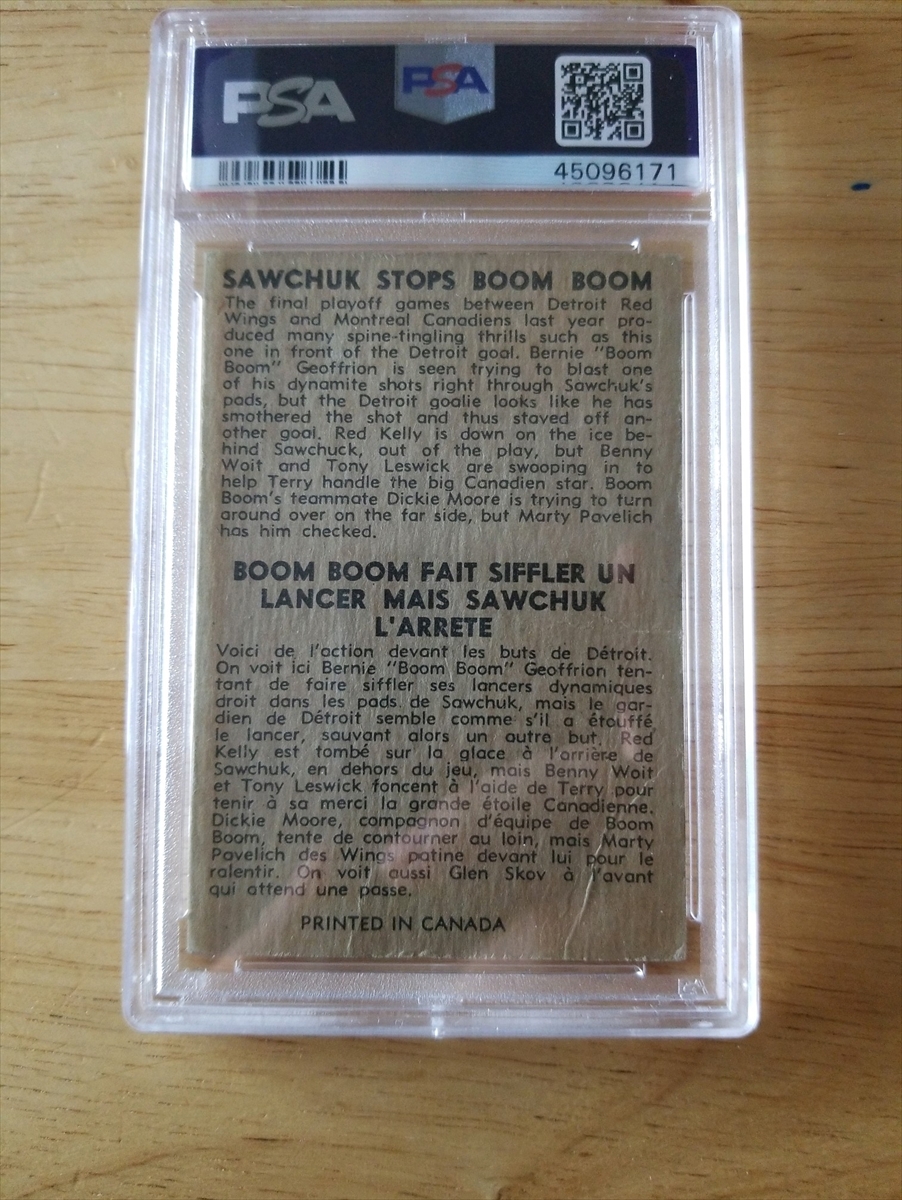 PSA
PSA
45096171
SAWCHUK STOPS BOOM BOOM
The final playoff games between Detroit Red
Wings and Montreal Canadiens last year pro-
duced many spine-tingling thrills such as this
one in front of the Detroit goal. Bernie "Boom
Boom" Geoffrion is seen trying to blast one
of his dynamite shots right through Sawchuk's
pads, but the Detroit goalie looks like he has
smothered the shot and thus staved off an-
other goal. Red Kelly is down on the ice be-
hind Sawchuck, out of the play, but Benny
Woit and Tony Leswick are swooping in to
help Terry handle the big Canadien star. Boom
Boom's teammate Dickie Moore is trying to turn
around over on the far side, but Marty Pavelich
has him checked.
BOOM BOOM FAIT SIFFLER UN
LANCER MAIS SAWCHUK
L'ARRETE
Voici de l'action devant les buts de Détroit.
On voit ici Bernie "Boom Boom" Geoffrion ten-
tant de faire siffler ses lancers dynamiques
droit dans les pads de Sawchuk, mais le gar-
dien de Détroit semble comme s'il a étouffé
le lancer, sauvant alors un autre but. Red
Kelly est tombé sur la glace à l'arrière de
Sawchuk, en dehors du jeu, mais Benny Woit
et Tony Leswick foncent à l'aide de Terry pour
tenir à sa merci la grande étoile Canadienne.
Dickie Moore, compagnon d'équipe de Boom
Boom, tente de contourner au loin, mais Marty
Pavelich des Wings patine devant lui pour le
ralentir. On voit aussi Glen Skov à l'avant
qui attend une passe.
PRINTED IN CANADA